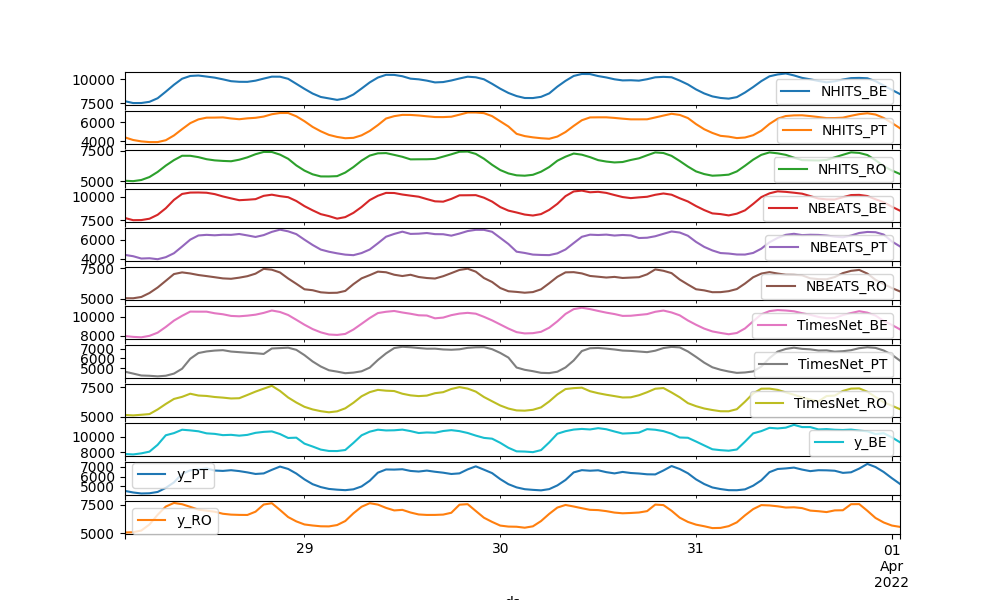 10000
7500
NHITS_BE
6000
4000
NHITS_PT
7500
5000
NHITS_RO
10000
7500
NBEATS_BE
6000
4000
NBEATS_PT
7500
5000
NBEATS_RO
10000
8000
TimesNet_BE
7000
6000
5000
TimesNet_PT
7500
5000
TimesNet_RO
10000
8000
y_BE
7000
6000
5000
y_PT
7500
5000
y_RO
29 30 31 01
Apr
2022
ds